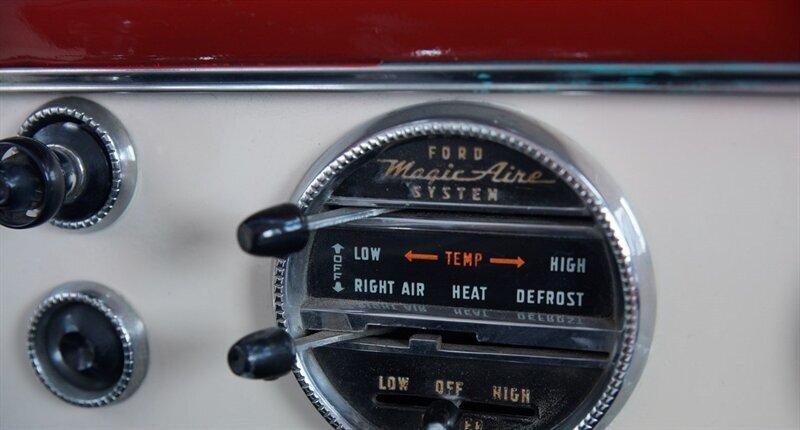 FORD
Magic Aire
SYSTEM
LOW ← TEMP → HIGH
OFF
RIGHT AIR HEAT DEFROST
LOW OFF HIGH